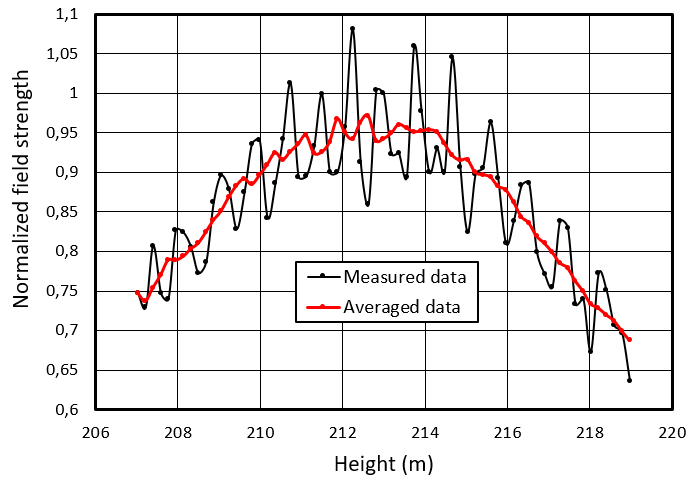 1,1
1,05
1
0,95
0,9
0,85
0,8
0,75
0,7
0,65
0,6
Normalized field strength
Measured data
Averaged data
206 208 210 212 214 216 218 220
Height (m)